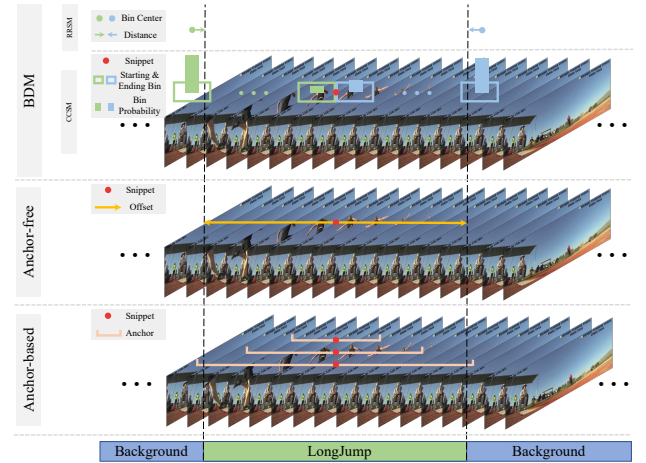 BDM
RRSM
Bin Center
Distance
CCSM
Snippet
Starting &
Ending Bin
Bin
Probability
Anchor-free
Snippet
Offset
Anchor-based
Snippet
Anchor
Background
LongJump
Background